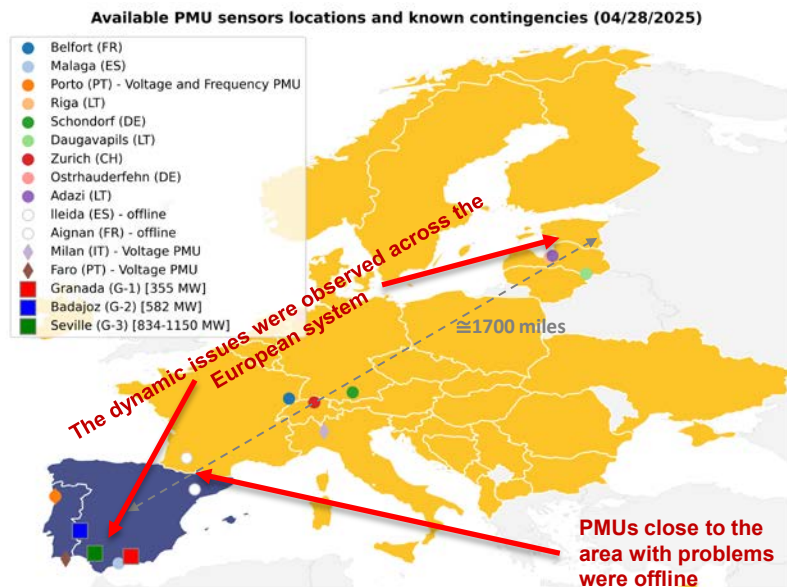 Available PMU sensors locations and known contingencies (04/28/2025)
Belfort (FR)
Malaga (ES)
Porto (PT) - Voltage and Frequency PMU
Riga (LT)
Schondorf (DE)
Daugavapils (LT)
Zurich (CH)
Ostrhauderfehn (DE)
Adazi (LT)
Ileida (ES) - offline
Aignan (FR) - offline
Milan (IT) - Voltage PMU
Faro (PT) - Voltage PMU
Granada (G-1) [355 MW]
Badajoz (G-2) [582 MW]
Seville (G-3) [834-1150 MW]
The dynamic issues were observed across the
European system
≅1700 miles
PMUs close to the
area with problems
were offline